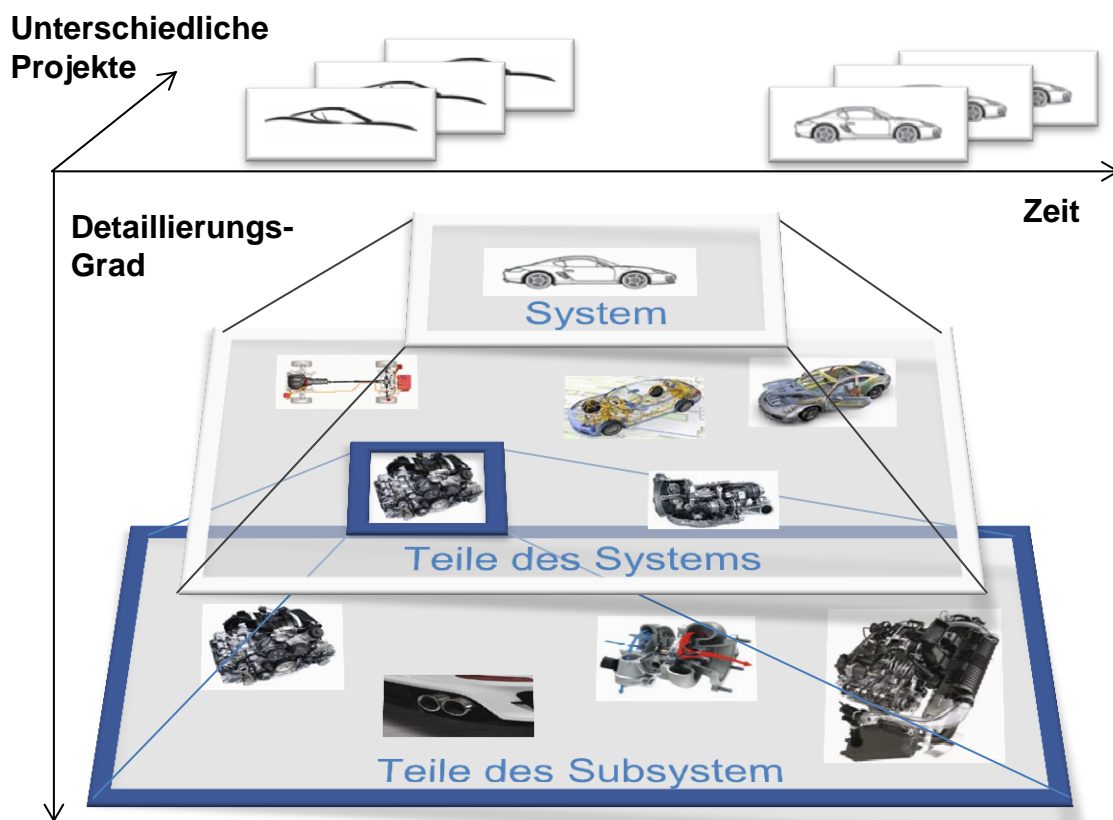 Unterschiedliche
Projekte
Zeit
Detaillierungs-
Grad
System
Teile des Systems
Teile des Subsystem